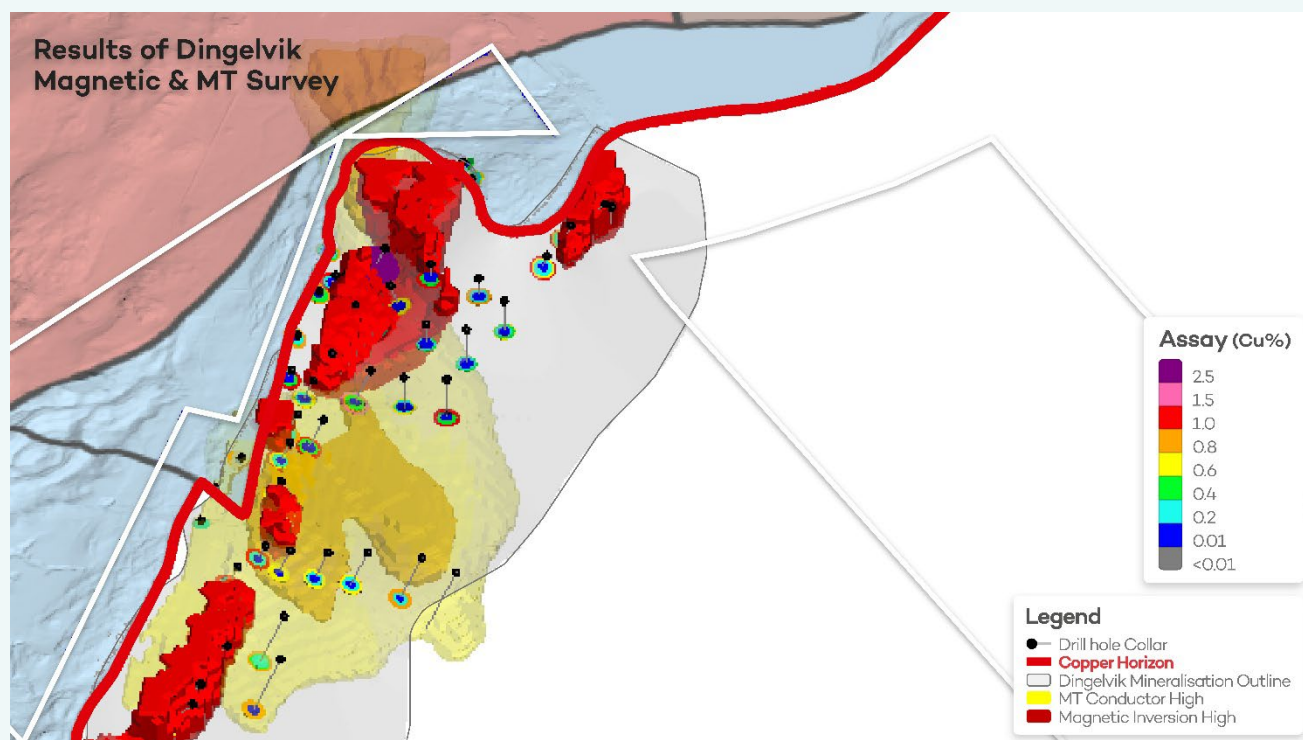 Results of Dingelvik
Magnetic & MT Survey
Assay (Cu%)
2.5
1.5
1.0
0.8
0.6
0.4
0.2
0.01
<0.01
Legend
Drill hole Collar
Copper Horizon
Dingelvik Mineralisation Outline
MT Conductor High
Magnetic Inversion High